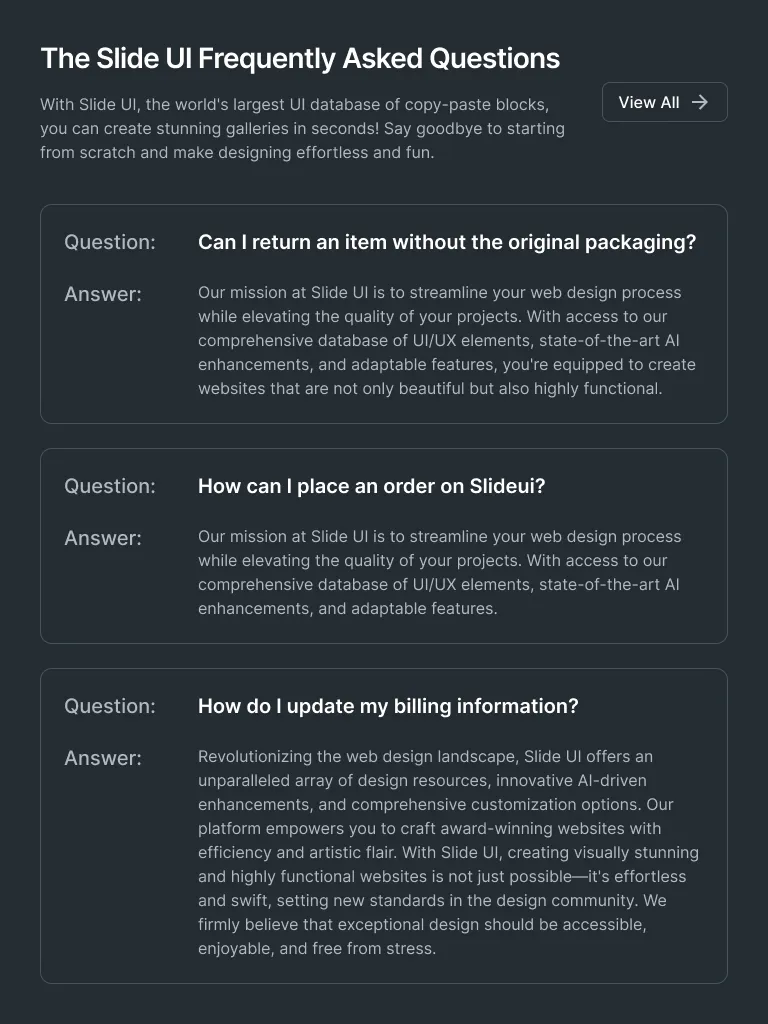 The Slide UI Frequently Asked Questions
With Slide UI, the world's largest UI database of copy-paste blocks,
you can create stunning galleries in seconds! Say goodbye to starting
from scratch and make designing effortless and fun.
View All
Question:
Can I return an item without the original packaging?
Answer:
Our mission at Slide UI is to streamline your web design process
while elevating the quality of your projects. With access to our
comprehensive database of UI/UX elements, state-of-the-art AI
enhancements, and adaptable features, you're equipped to create
websites that are not only beautiful but also highly functional.
Question:
How can I place an order on Slideui?
Answer:
Our mission at Slide UI is to streamline your web design process
while elevating the quality of your projects. With access to our
comprehensive database of UI/UX elements, state-of-the-art AI
enhancements, and adaptable features.
Question:
How do I update my billing information?
Answer:
Revolutionizing the web design landscape, Slide UI offers an
unparalleled array of design resources, innovative AI-driven
enhancements, and comprehensive customization options. Our
platform empowers you to craft award-winning websites with
efficiency and artistic flair. With Slide UI, creating visually stunning
and highly functional websites is not just possible—it's effortless
and swift, setting new standards in the design community. We
firmly believe that exceptional design should be accessible,
enjoyable, and free from stress.